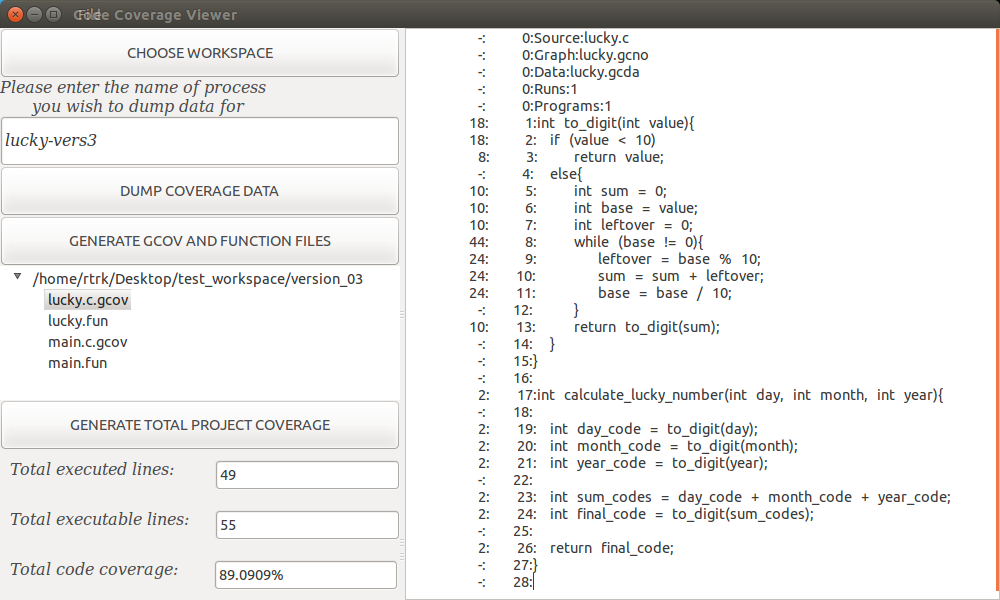 Code Coverage Viewer
CHOOSE WORKSPACE
Please enter the name of process
you wish to dump data for
lucky-vers3
DUMP COVERAGE DATA
GENERATE GCOV AND FUNCTION FILES
/home/rtrk/Desktop/test_workspace/version_03
lucky.c.gcov
lucky.fun
main.c.gcov
main.fun
GENERATE TOTAL PROJECT COVERAGE
Total executed lines: 49
Total executable lines: 55
Total code coverage: 89.0909%
-: 0:Source:lucky.c
-: 0:Graph:lucky.gcno
-: 0:Data:lucky.gcda
-: 0:Runs:1
-: 0:Programs:1
18: 1:int to_digit(int value){
18: 2: if (value < 10)
8: 3: return value;
-: 4: else{
10: 5: int sum = 0;
10: 6: int base = value;
10: 7: int leftover = 0;
44: 8: while (base != 0){
24: 9: leftover = base % 10;
24: 10: sum = sum + leftover;
24: 11: base = base / 10;
-: 12: }
10: 13: return to_digit(sum);
-: 14: }
-: 15:}
-: 16:
2: 17:int calculate_lucky_number(int day, int month, int year){
-: 18:
2: 19: int day_code = to_digit(day);
2: 20: int month_code = to_digit(month);
2: 21: int year_code = to_digit(year);
-: 22:
2: 23: int sum_codes = day_code + month_code + year_code;
2: 24: int final_code = to_digit(sum_codes);
-: 25:
2: 26: return final_code;
-: 27:}
-: 28: